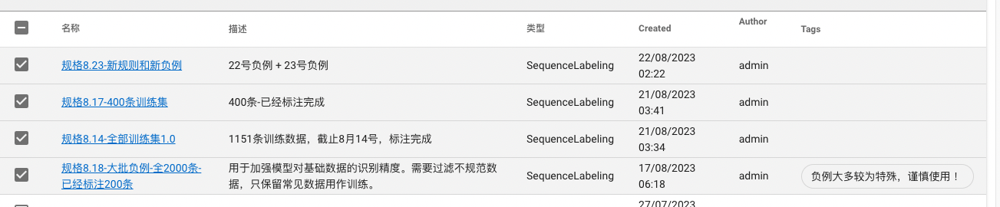 名称 描述 类型 Created Author Tags
规格8.23-新规则和新负例 22号负例 + 23号负例 SequenceLabeling 22/08/2023 admin
02:22
规格8.17-400条训练集 400条-已经标注完成 SequenceLabeling 21/08/2023 admin
03:41
规格8.14-全部训练集1.0 1151条训练数据，截止8月14号，标注完成 SequenceLabeling 21/08/2023 admin
03:34
规格8.18-大批负例-全2000条- 用于加强模型对基础数据的识别精度。需要过滤不规范数 SequenceLabeling 17/08/2023 admin 负例大多较为特殊，谨慎使用！
已经标注200条 据，只保留常见数据用作训练。 06:18
27/07/2023